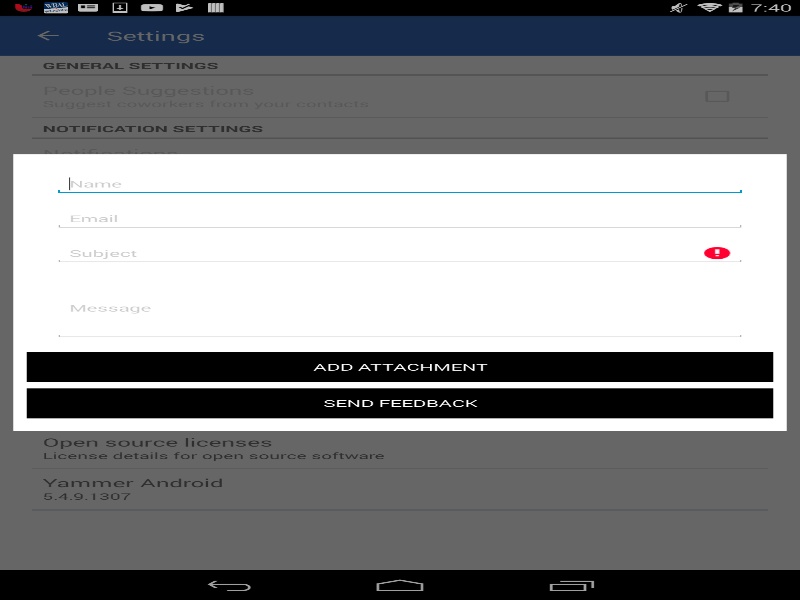 7:40
Settings
GENERAL SETTINGS
People Suggestions
Suggest coworkers from your contacts
NOTIFICATION SETTINGS
Notifications
Name
Email
Subject
Message
ADD ATTACHMENT
SEND FEEDBACK
Open source licenses
License details for open source software
Yammer Android
5.4.9.1307